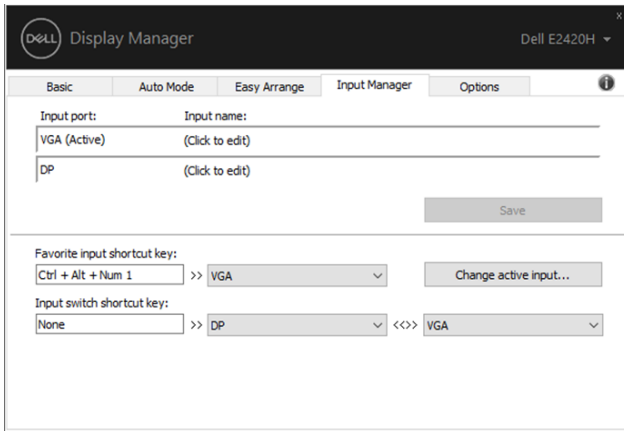 x
DELL Display Manager Dell E2420H
Basic Auto Mode Easy Arrange Input Manager Options i
Input port: Input name:
VGA (Active) (Click to edit)
DP (Click to edit)
Save
Favorite input shortcut key:
Ctrl + Alt + Num 1 >> VGA Change active input...
Input switch shortcut key:
None >> DP <<>> VGA